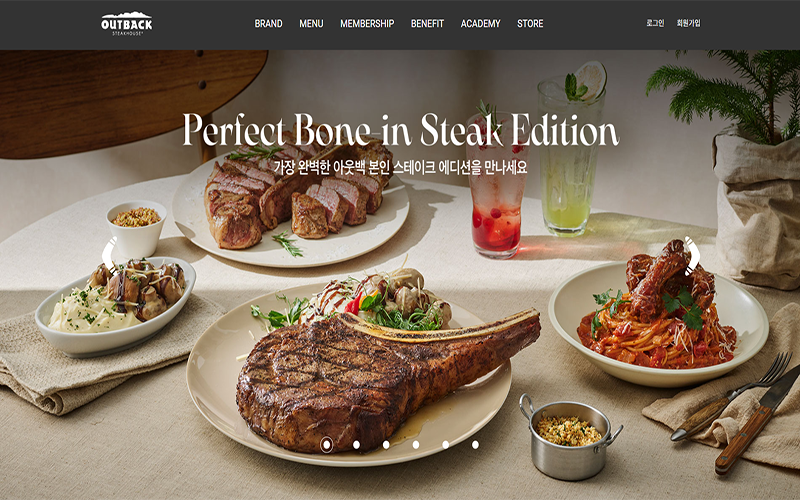 OUTBACK
STEAKHOUSE®
BRAND MENU MEMBERSHIP BENEFIT ACADEMY STORE
로그인 회원가입
Perfect Bone-in Steak Edition
가장 완벽한 아웃백 본인 스테이크 에디션을 만나세요